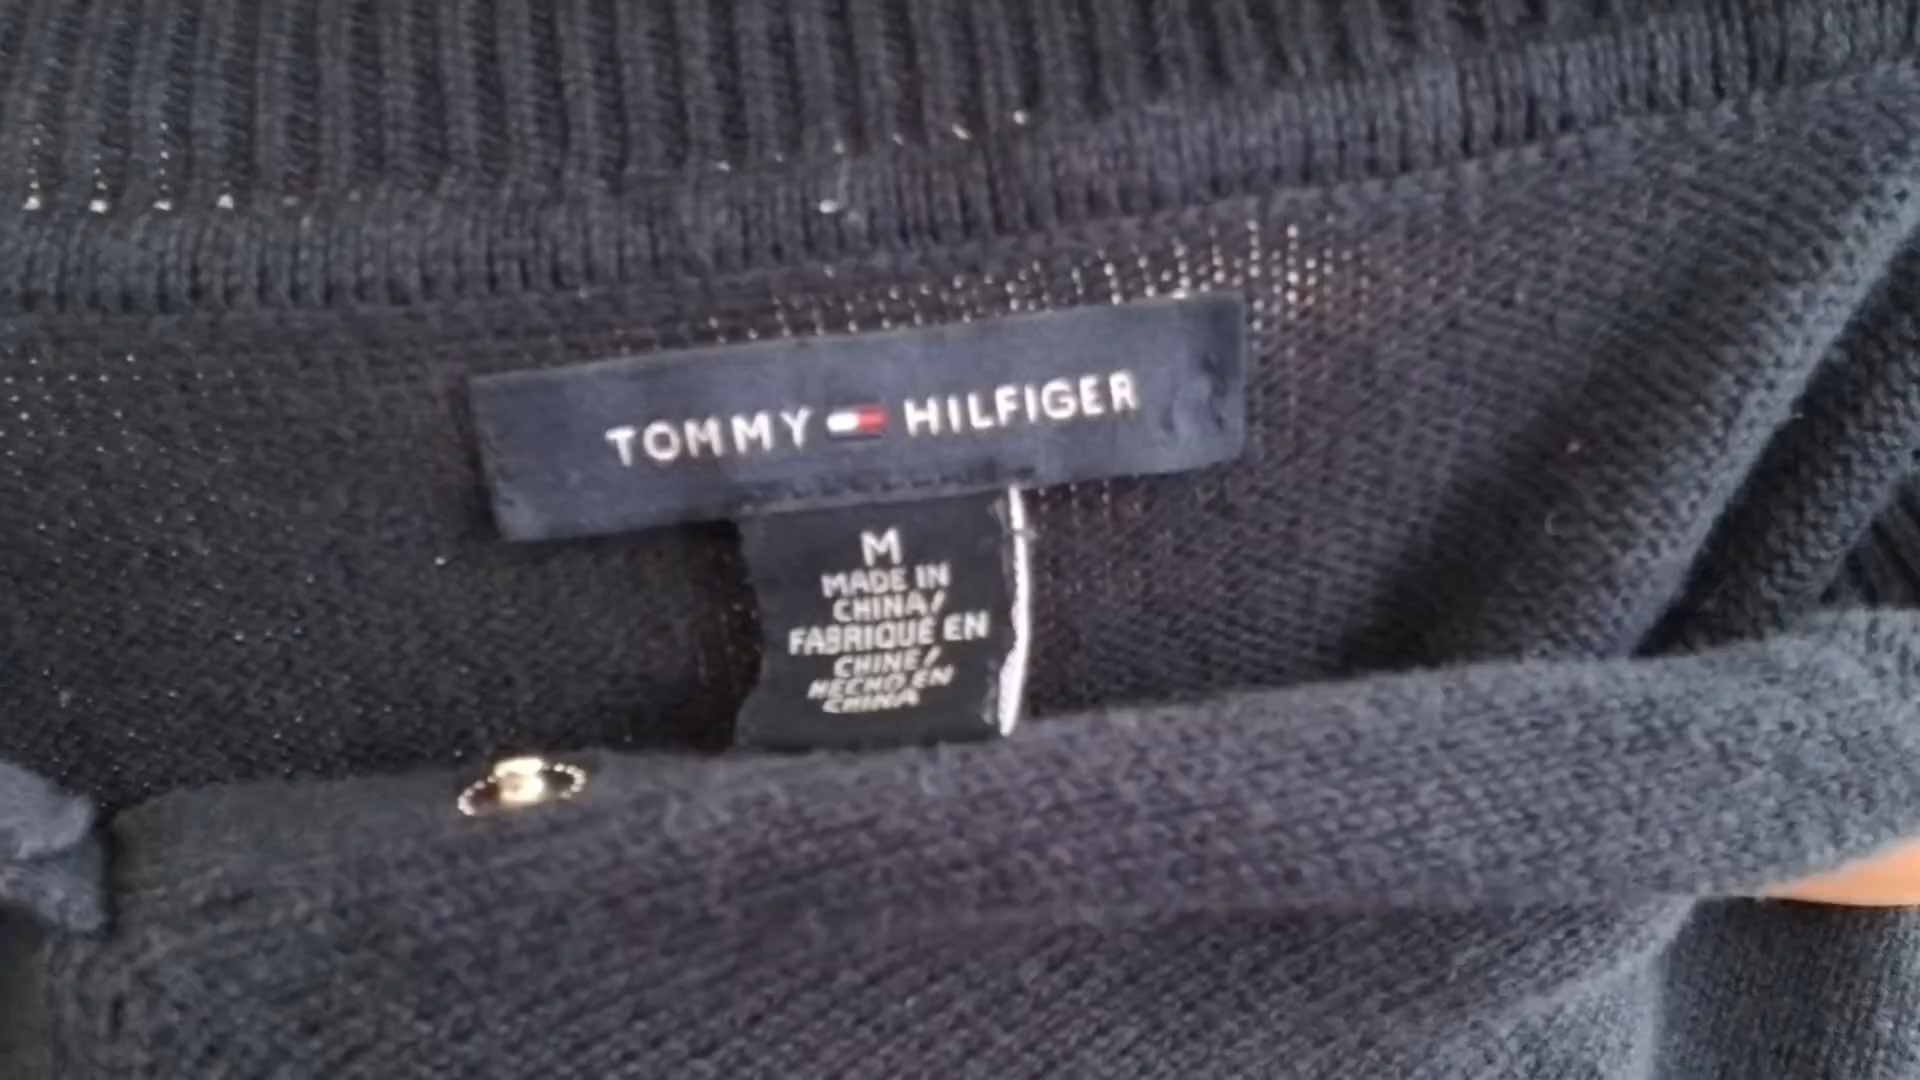 TOMMY HILFIGER
M
MADE IN
CHINA/
FABRIQUÉ EN
CHINE/
HECHO EN
CHINA